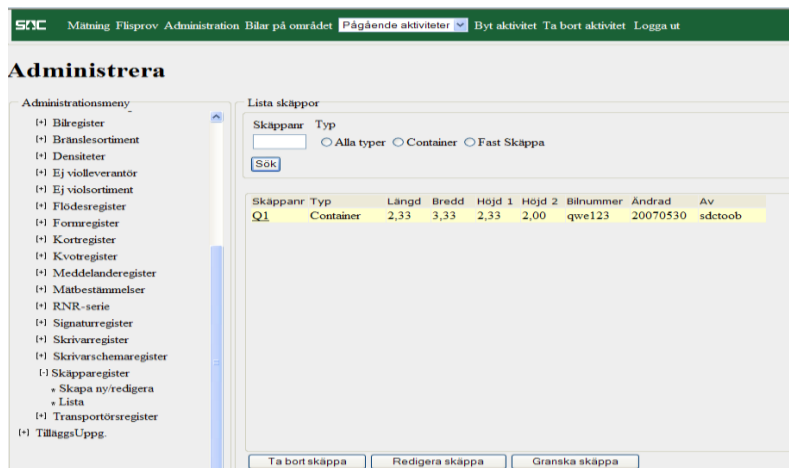 SDC Mätning Flisprov Administration Bilar på området Pågående aktiviteter Byt aktivitet Ta bort aktivitet Logga ut
Administrera
Administrationsmeny
[+] Bilregister
[+] Bränslesortiment
[+] Densiteter
[+] Ej violleverantör
[+] Ej violsortiment
[+] Flödesregister
[+] Formregister
[+] Kortregister
[+] Kvotregister
[+] Meddelanderegister
[+] Mätbestämmelser
[+] RNR-serie
[+] Signaturregister
[+] Skrivarregister
[+] Skrivarschemaregister
[-] Skäpparegister
* Skapa ny/redigera
* Lista
[+] Transportörsregister
[+] TilläggsUppg.
Lista skäppor
Skäppanr Typ
Alla typer Container Fast Skäppa
Sök
Skäppanr Typ Längd Bredd Höjd 1 Höjd 2 Bilnummer Ändrad Av
Q1 Container 2,33 3,33 2,33 2,00 qwe123 20070530 sdctoob
Ta bort skäppa Redigera skäppa Granska skäppa